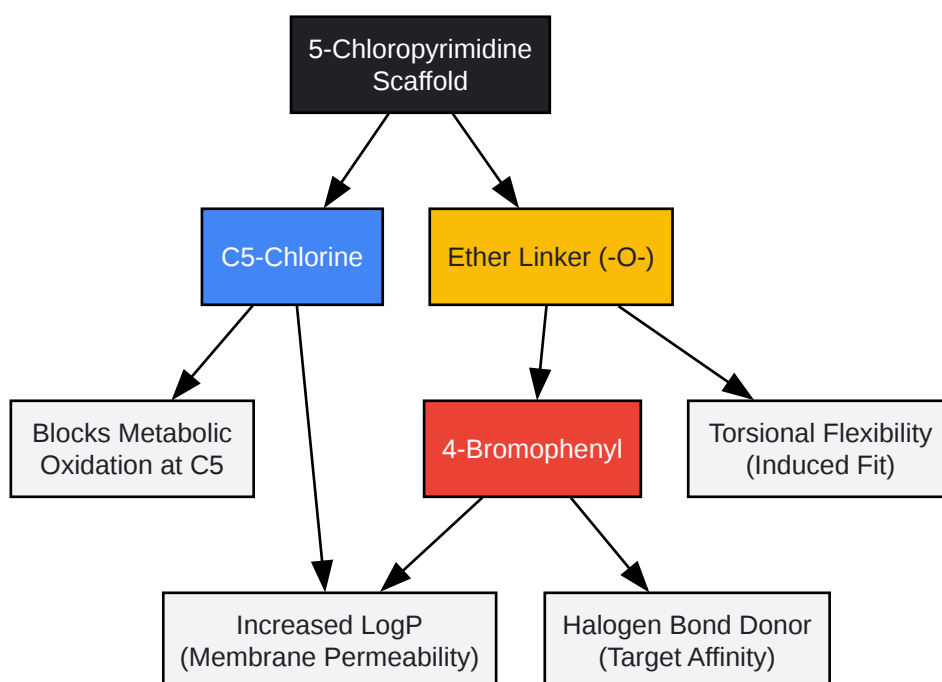 5-Chloropyrimidine
Scaffold
C5-Chlorine
Ether Linker (-O-)
Blocks Metabolic
Oxidation at C5
4-Bromophenyl
Torsional Flexibility
(Induced Fit)
Increased LogP
(Membrane Permeability)
Halogen Bond Donor
(Target Affinity)